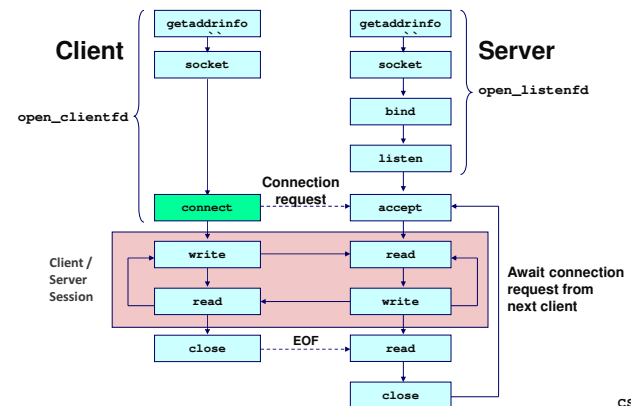 getaddrinfo
getaddrinfo
Client
Server
socket
socket
open_clientfd
open_listenfd
bind
listen
Connection
request
connect
accept
Client /
Server
Session
write
read
Await connection
request from
next client
read
write
close
EOF
read
close
CS